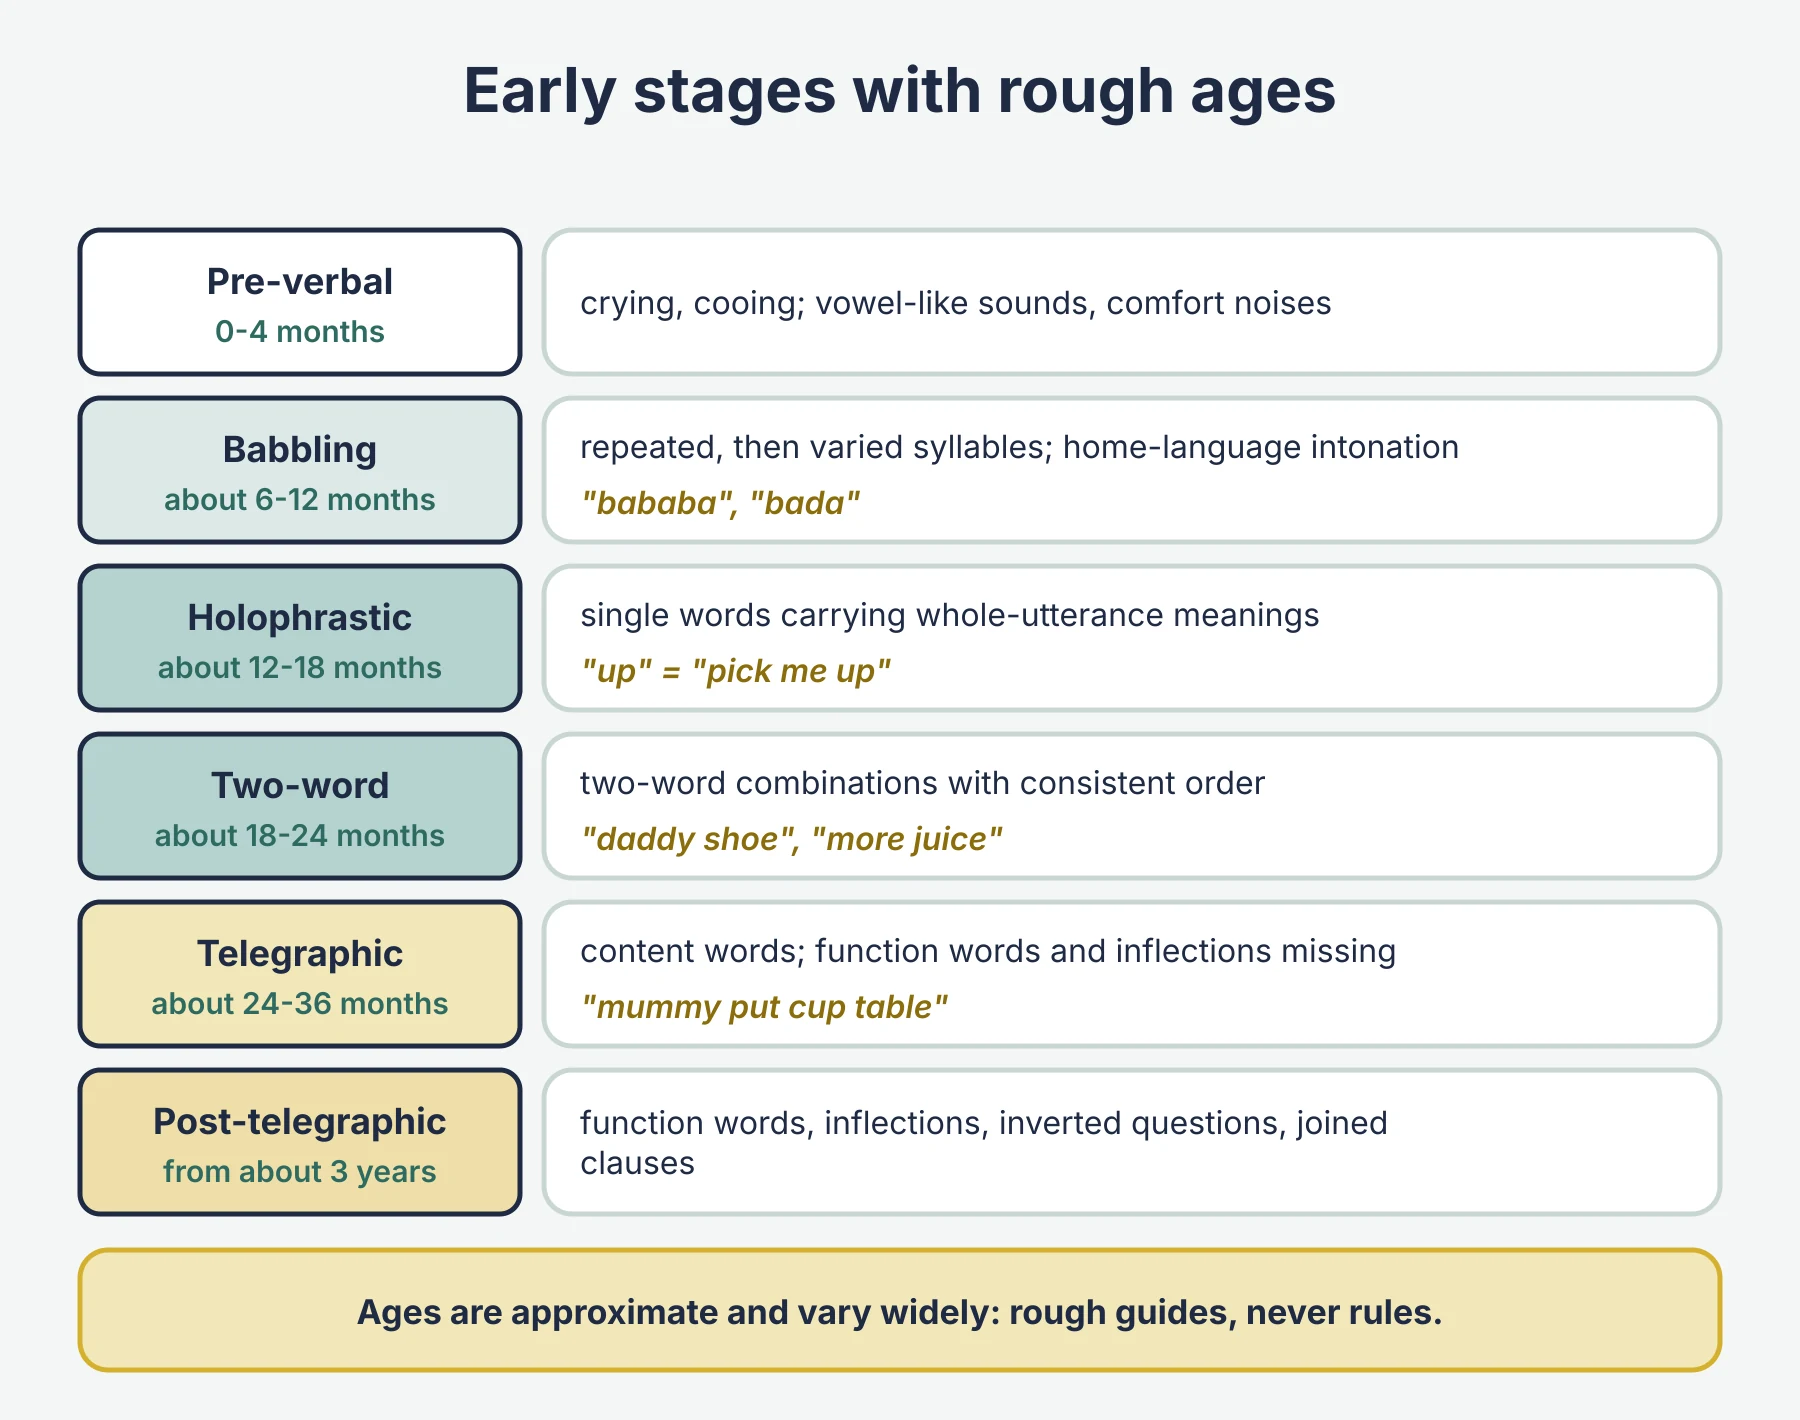 Early stages with rough ages
Pre-verbal
0-4 months
crying, cooing; vowel-like sounds, comfort noises
Babbling
about 6-12 months
repeated, then varied syllables; home-language intonation
"bababa", "bada"
Holophrastic
about 12-18 months
single words carrying whole-utterance meanings
"up" = "pick me up"
Two-word
about 18-24 months
two-word combinations with consistent order
"daddy shoe", "more juice"
Telegraphic
about 24-36 months
content words; function words and inflections missing
"mummy put cup table"
Post-telegraphic
from about 3 years
function words, inflections, inverted questions, joined
clauses
Ages are approximate and vary widely: rough guides, never rules.